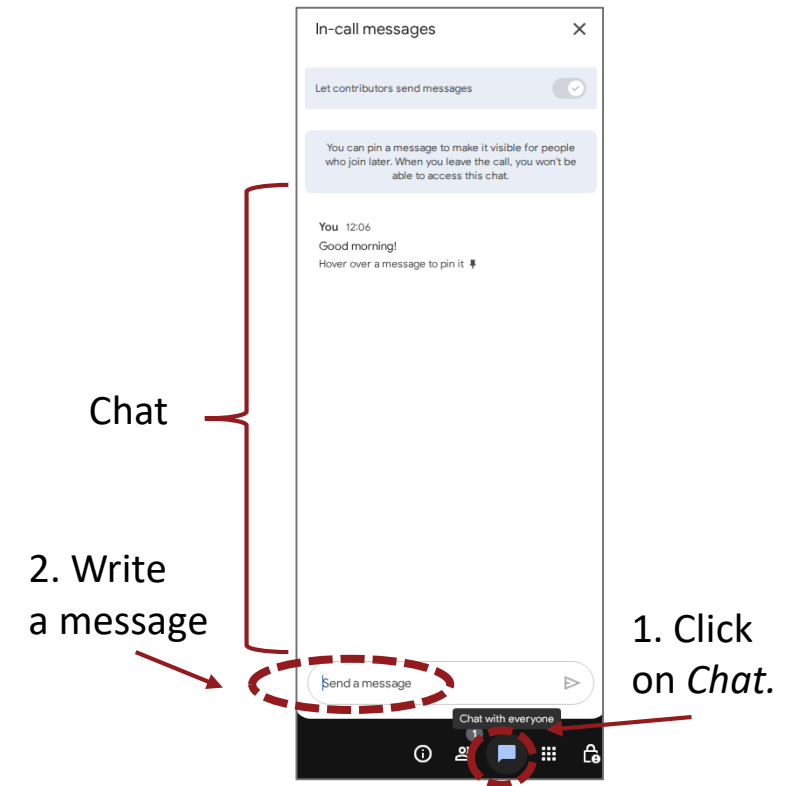 In-call messages
Let contributors send messages
You can pin a message to make it visible for people
who join later. When you leave the call, you won't be
able to access this chat.
You 12:06
Good morning!
Hover over a message to pin it
Chat
2. Write
a message
1. Click
on Chat.
Send a message
Chat with everyone
1